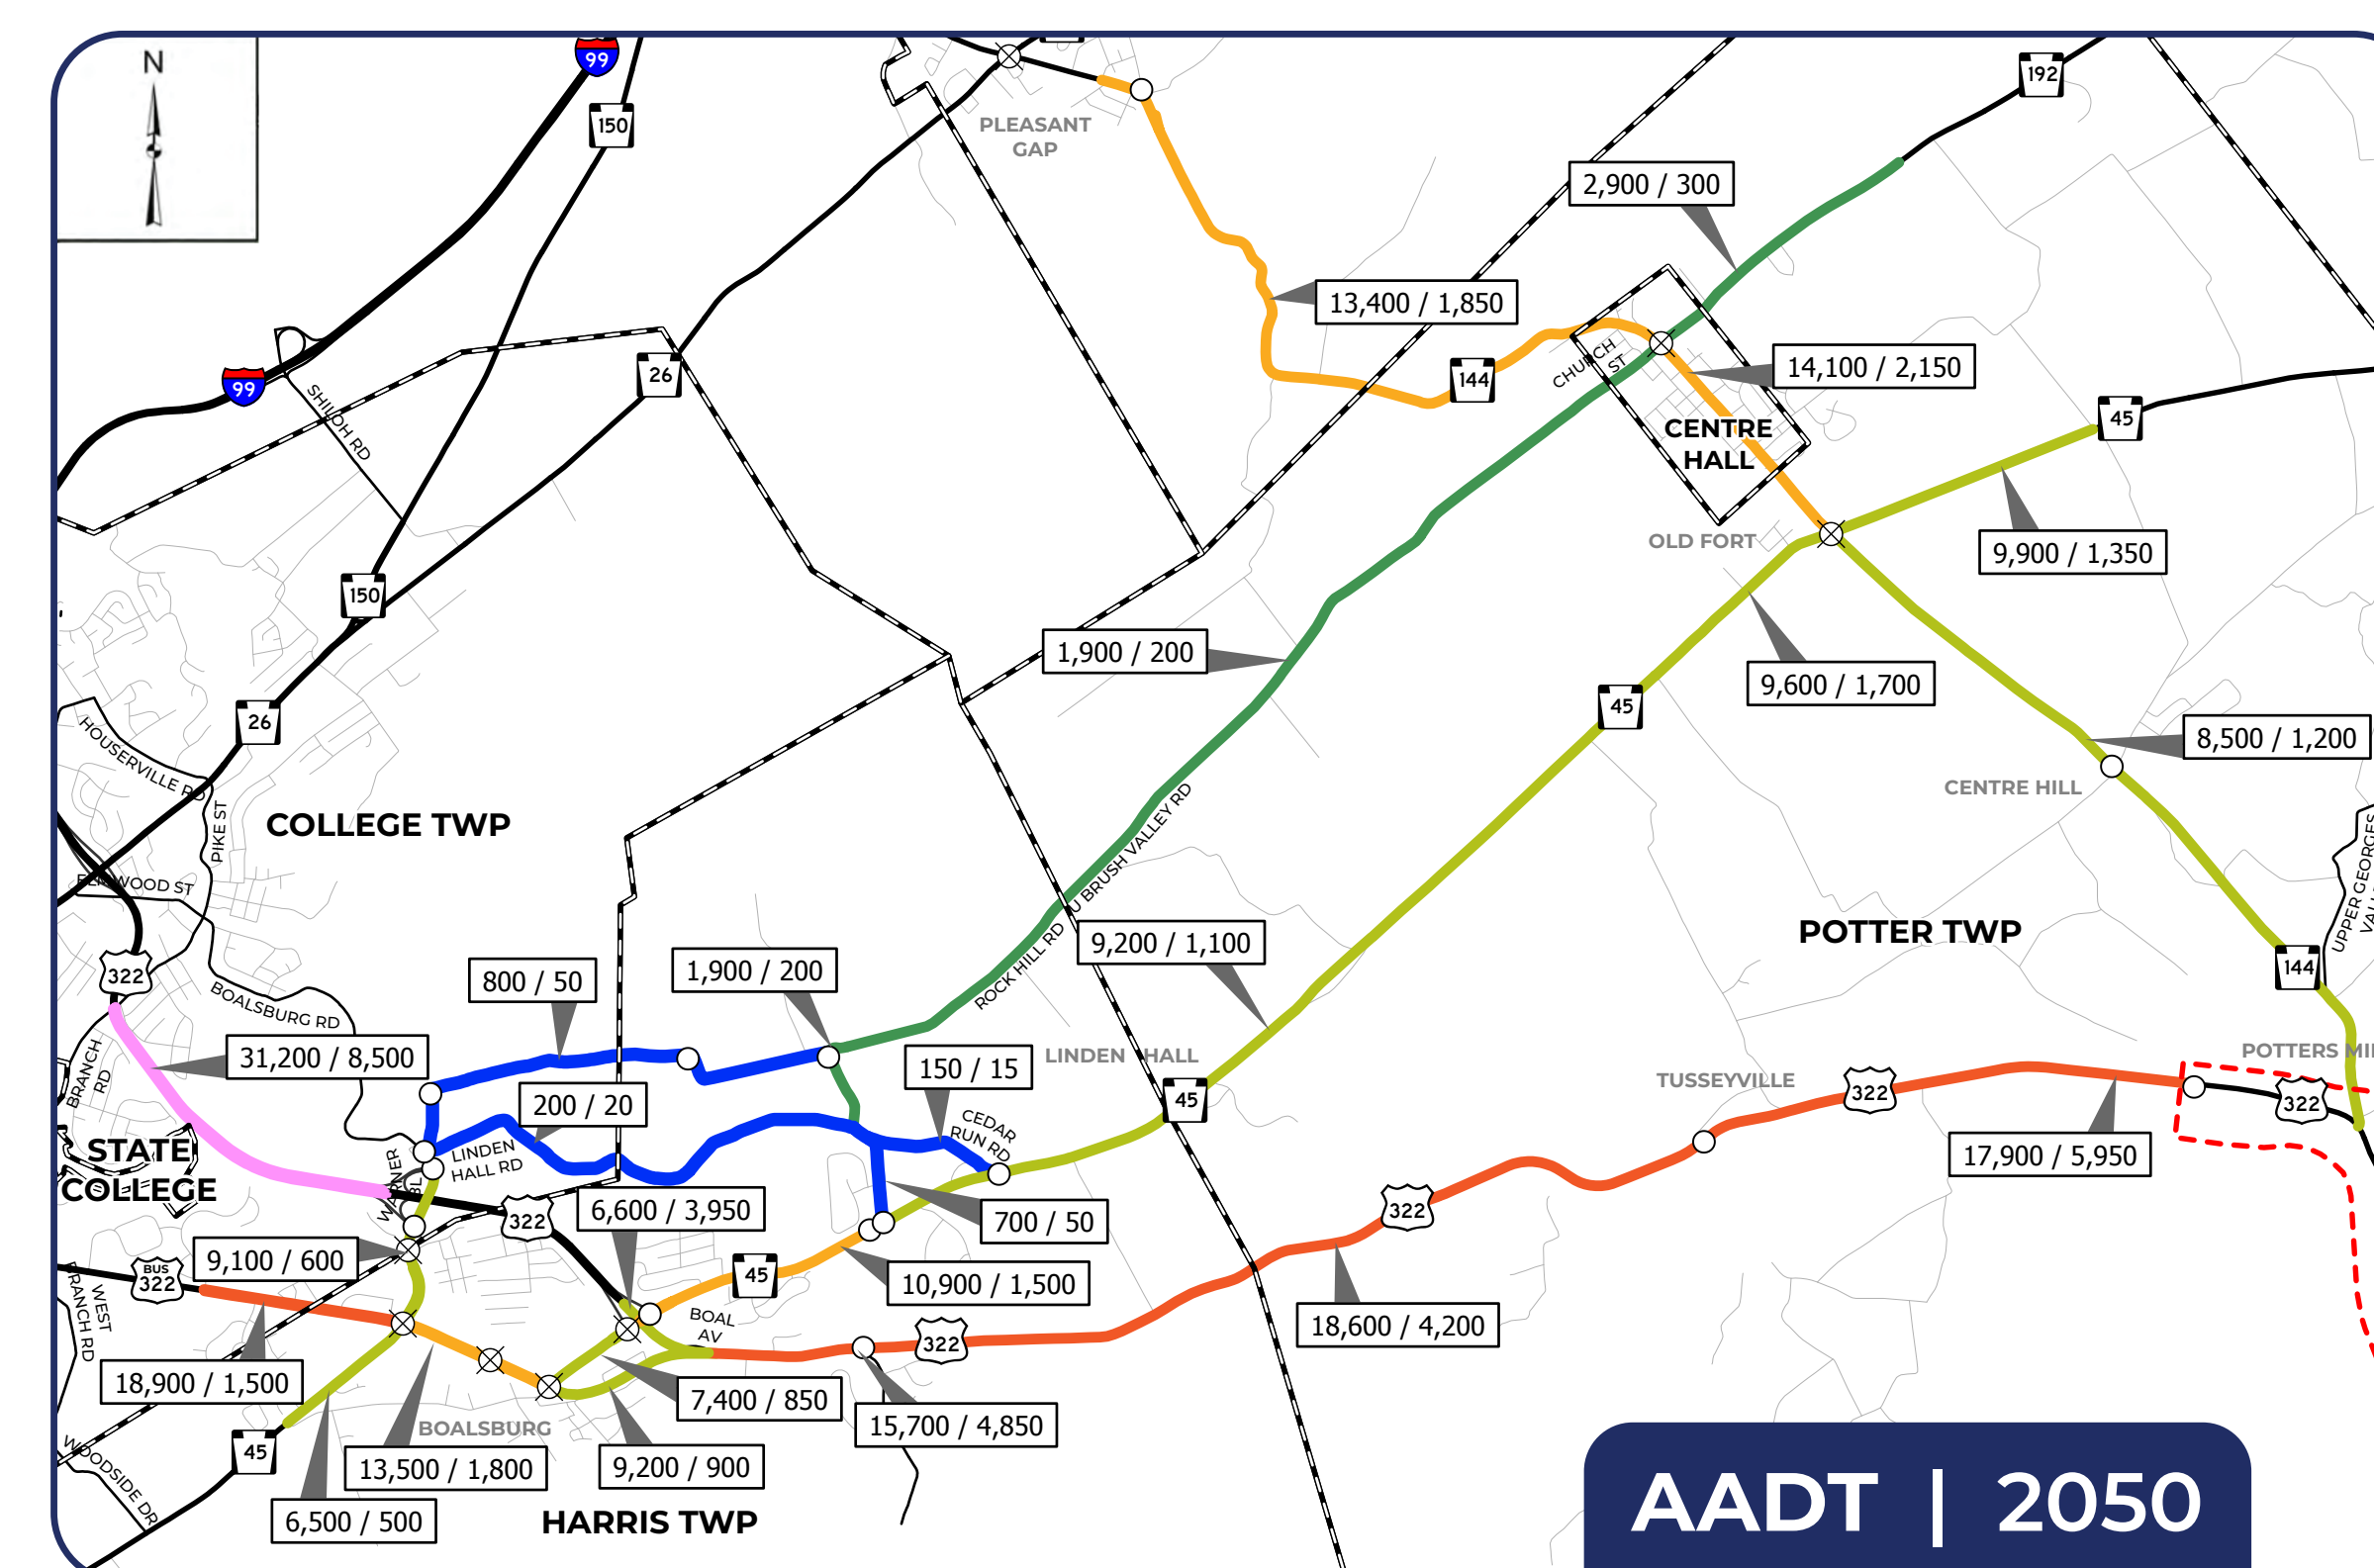 N
99
150
192
PLEASANT
GAP
2,900 / 300
13,400 / 1,850
26
99
SHILOH RD
144
CHURCH
ST
14,100 / 2,150
45
CENTRE
HALL
OLD FORT
9,900 / 1,350
150
1,900 / 200
9,600 / 1,700
45
26
8,500 / 1,200
CENTRE HILL
HOUSERVILLE RD
PIKE ST
COLLEGE TWP
U BRUSH VALLEY RD
ROCK HILL RD
UPPER GEORGES
POTTER TWP
9,200 / 1,100
322
800 / 50
1,900 / 200
144
BOALSBURG RD
31,200 / 8,500
BRANCH
RD
150 / 15
LINDEN HALL
POTTERS MI
TUSSEYVILLE
322
322
200 / 20
45
CEDAR
RUN RD
LINDEN
HALL RD
STATE
COLLEGE
17,900 / 5,950
6,600 / 3,950
322
700 / 50
322
9,100 / 600
BUS
322
45
10,900 / 1,500
WEST
BRANCH RD
BOAL
AV
322
18,600 / 4,200
18,900 / 1,500
7,400 / 850
15,700 / 4,850
BOALSBURG
45
13,500 / 1,800
9,200 / 900
WOODSIDE DR
6,500 / 500
HARRIS TWP
AADT | 2050